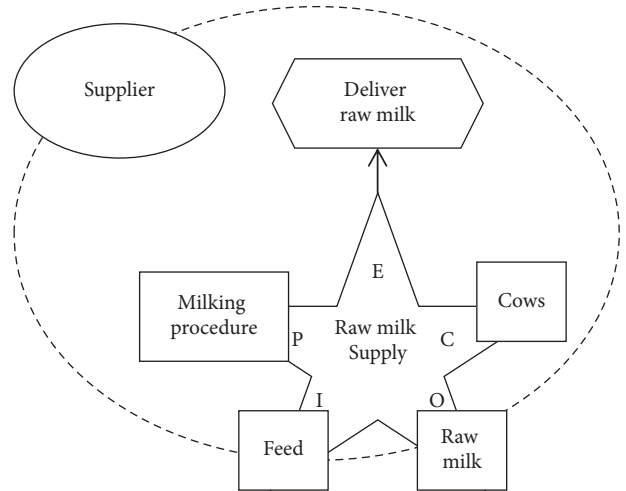 Supplier
Deliver
raw milk
E
Milking
procedure
Cows
P
Raw milk
Supply
C
I
O
Feed
Raw
milk